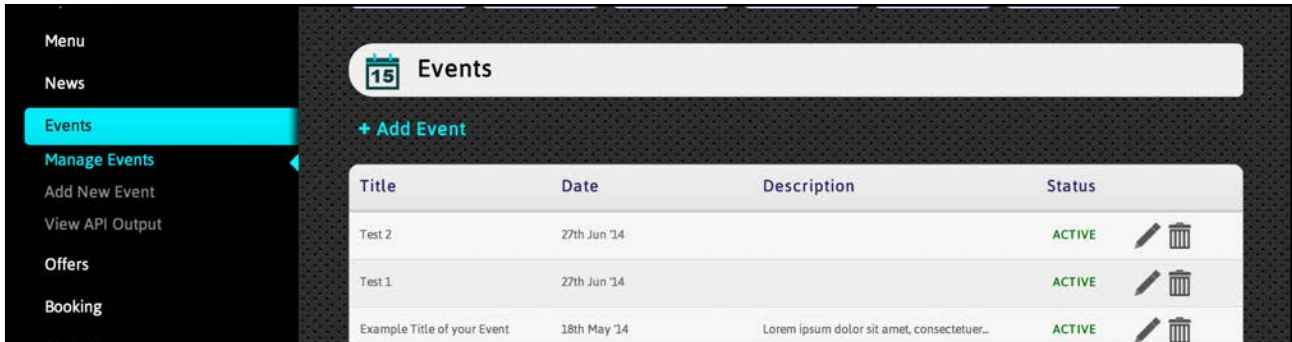 Menu
News
Events
Manage Events
Add New Event
View API Output
Offers
Booking
15
Events
+ Add Event
Title Date Description Status
Test 2 27th Jun '14 ACTIVE
Test 1 27th Jun '14 ACTIVE
Example Title of your Event 18th May '14 Lorem ipsum dolor sit amet, consectetuer... ACTIVE